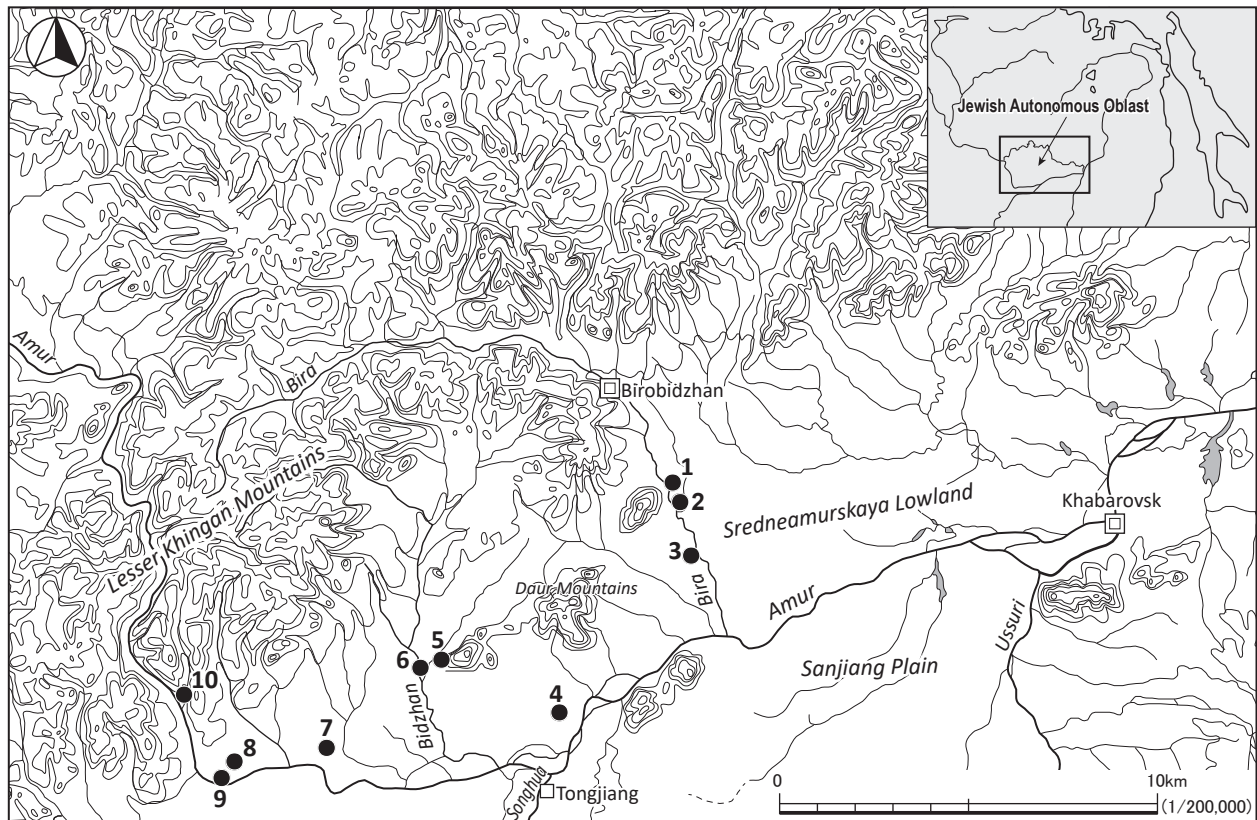 Jewish Autonomous Oblast
Amur
Bira
Birobidzhan
Lesser Khingan Mountains
1
2
Sredneamurskaya Lowland
Khabarovsk
3
Daur Mountains
Bira
Amur
Ussuri
5
6
Sanjiang Plain
10
4
Bidzhan
7
8
9
Songhua
Tongjiang
0
10km
(1/200,000)